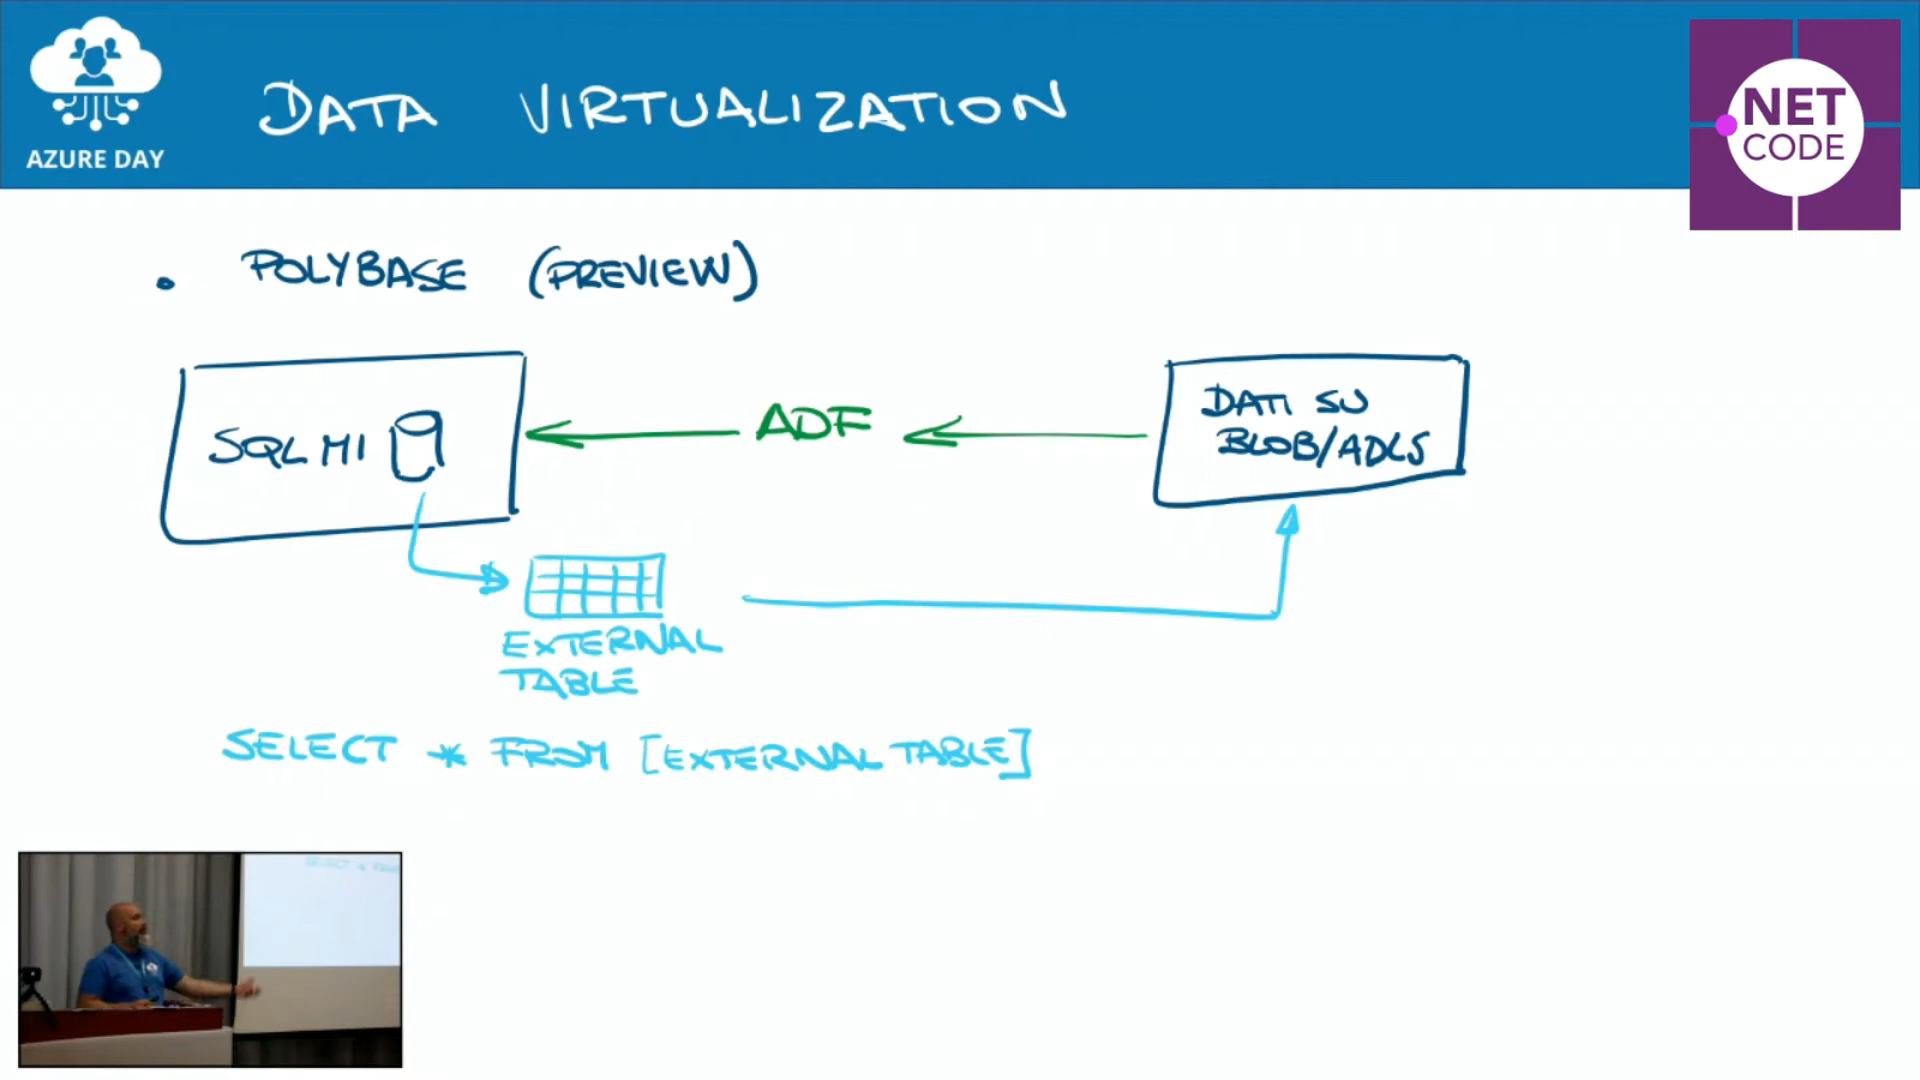 AZURE DAY
DATA VIRTUALIZATION
NET
CODE
• POLYBASE (PREVIEW)
SQL MI
ADF
DATI SU
BLOB/ADLS
EXTERNAL
TABLE
SELECT * FROM [EXTERNAL TABLE]